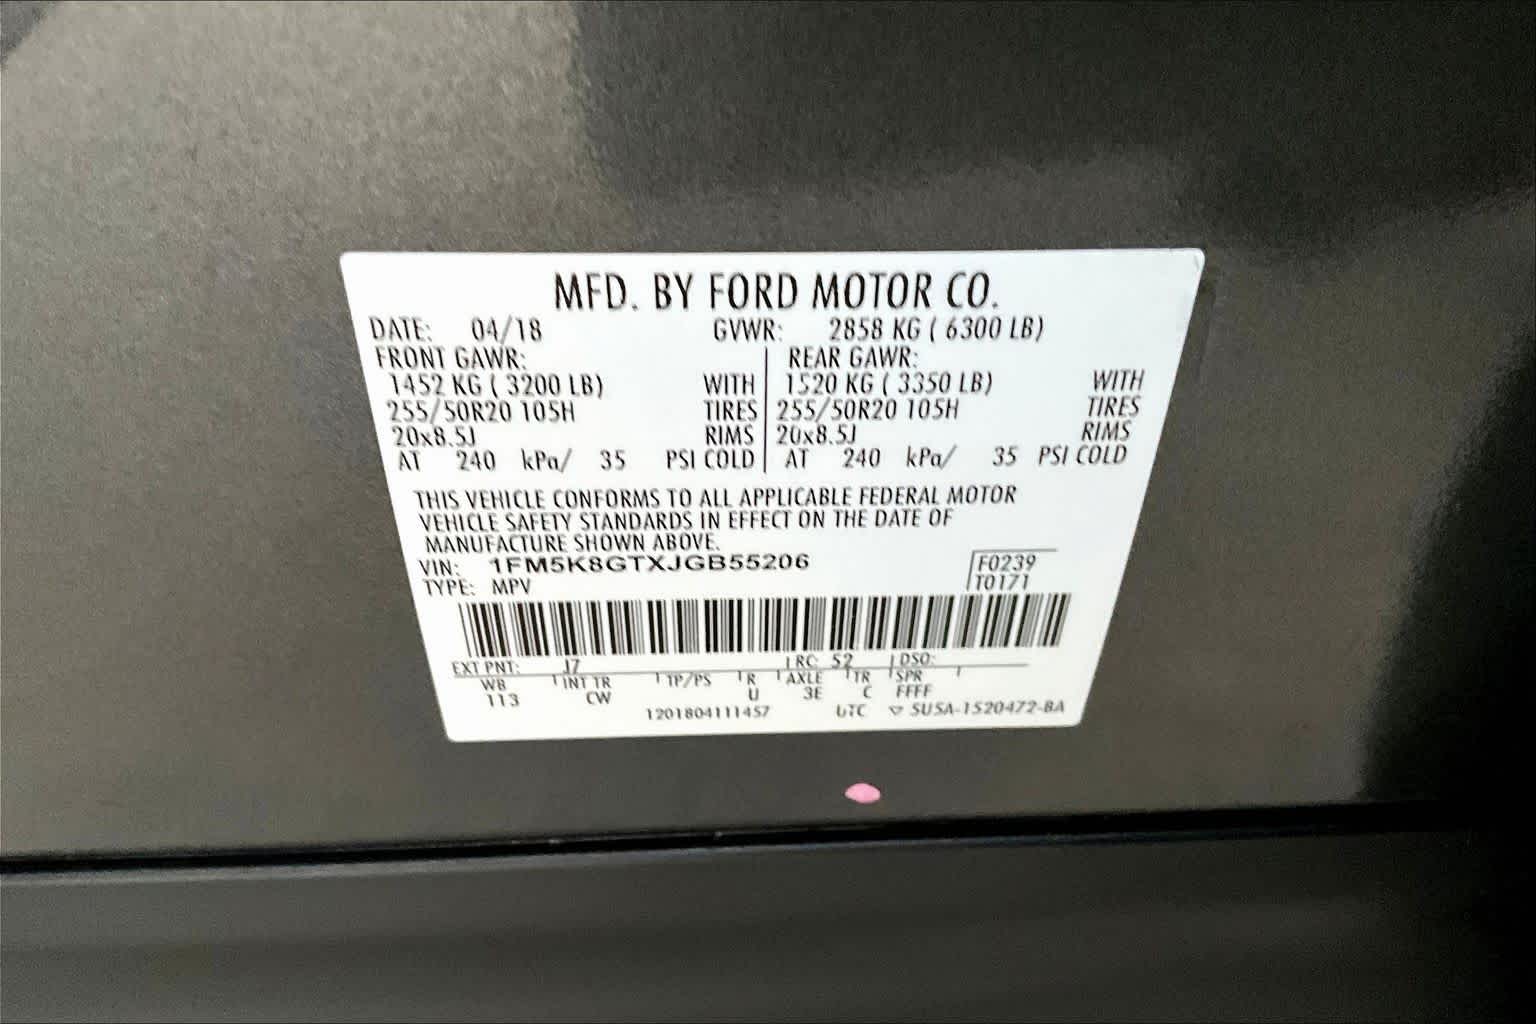 MFD. BY FORD MOTOR CO.
DATE: 04/18 GVWR: 2858 KG ( 6300 LB)
FRONT GAWR: REAR GAWR:
1452 KG ( 3200 LB) WITH 1520 KG ( 3350 LB) WITH
255/50R20 105H TIRES 255/50R20 105H TIRES
20x8.5J RIMS 20x8.5J RIMS
AT 240 kPa/ 35 PSI COLD AT 240 kPa/ 35 PSI COLD
THIS VEHICLE CONFORMS TO ALL APPLICABLE FEDERAL MOTOR
VEHICLE SAFETY STANDARDS IN EFFECT ON THE DATE OF
MANUFACTURE SHOWN ABOVE.
VIN: 1FM5K8GTXJGB55206 F0239
TYPE: MPV T0171
EXT PNT: J7 RC: 52 DSO:
WB INT TR TP/PS R AXLE TR SPR
113 CW U 3E C FFFF
1201804111457 UTC ▽ 5U5A-1520472-BA